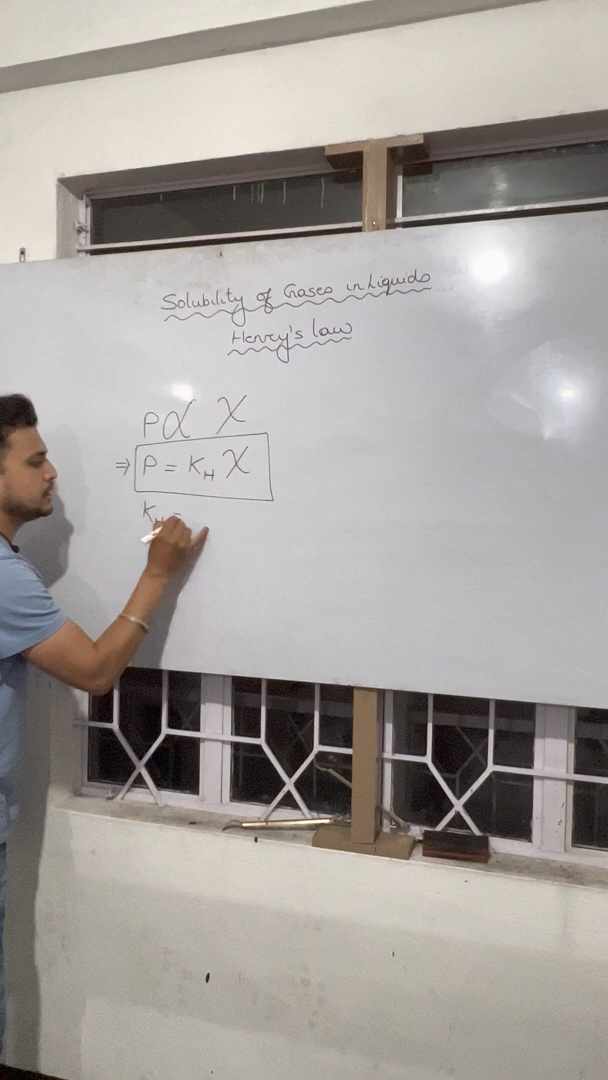 Solubility of Gases in Liquids
Henry's law
P ∝ χ
⇒ P = K_H χ
K_H =